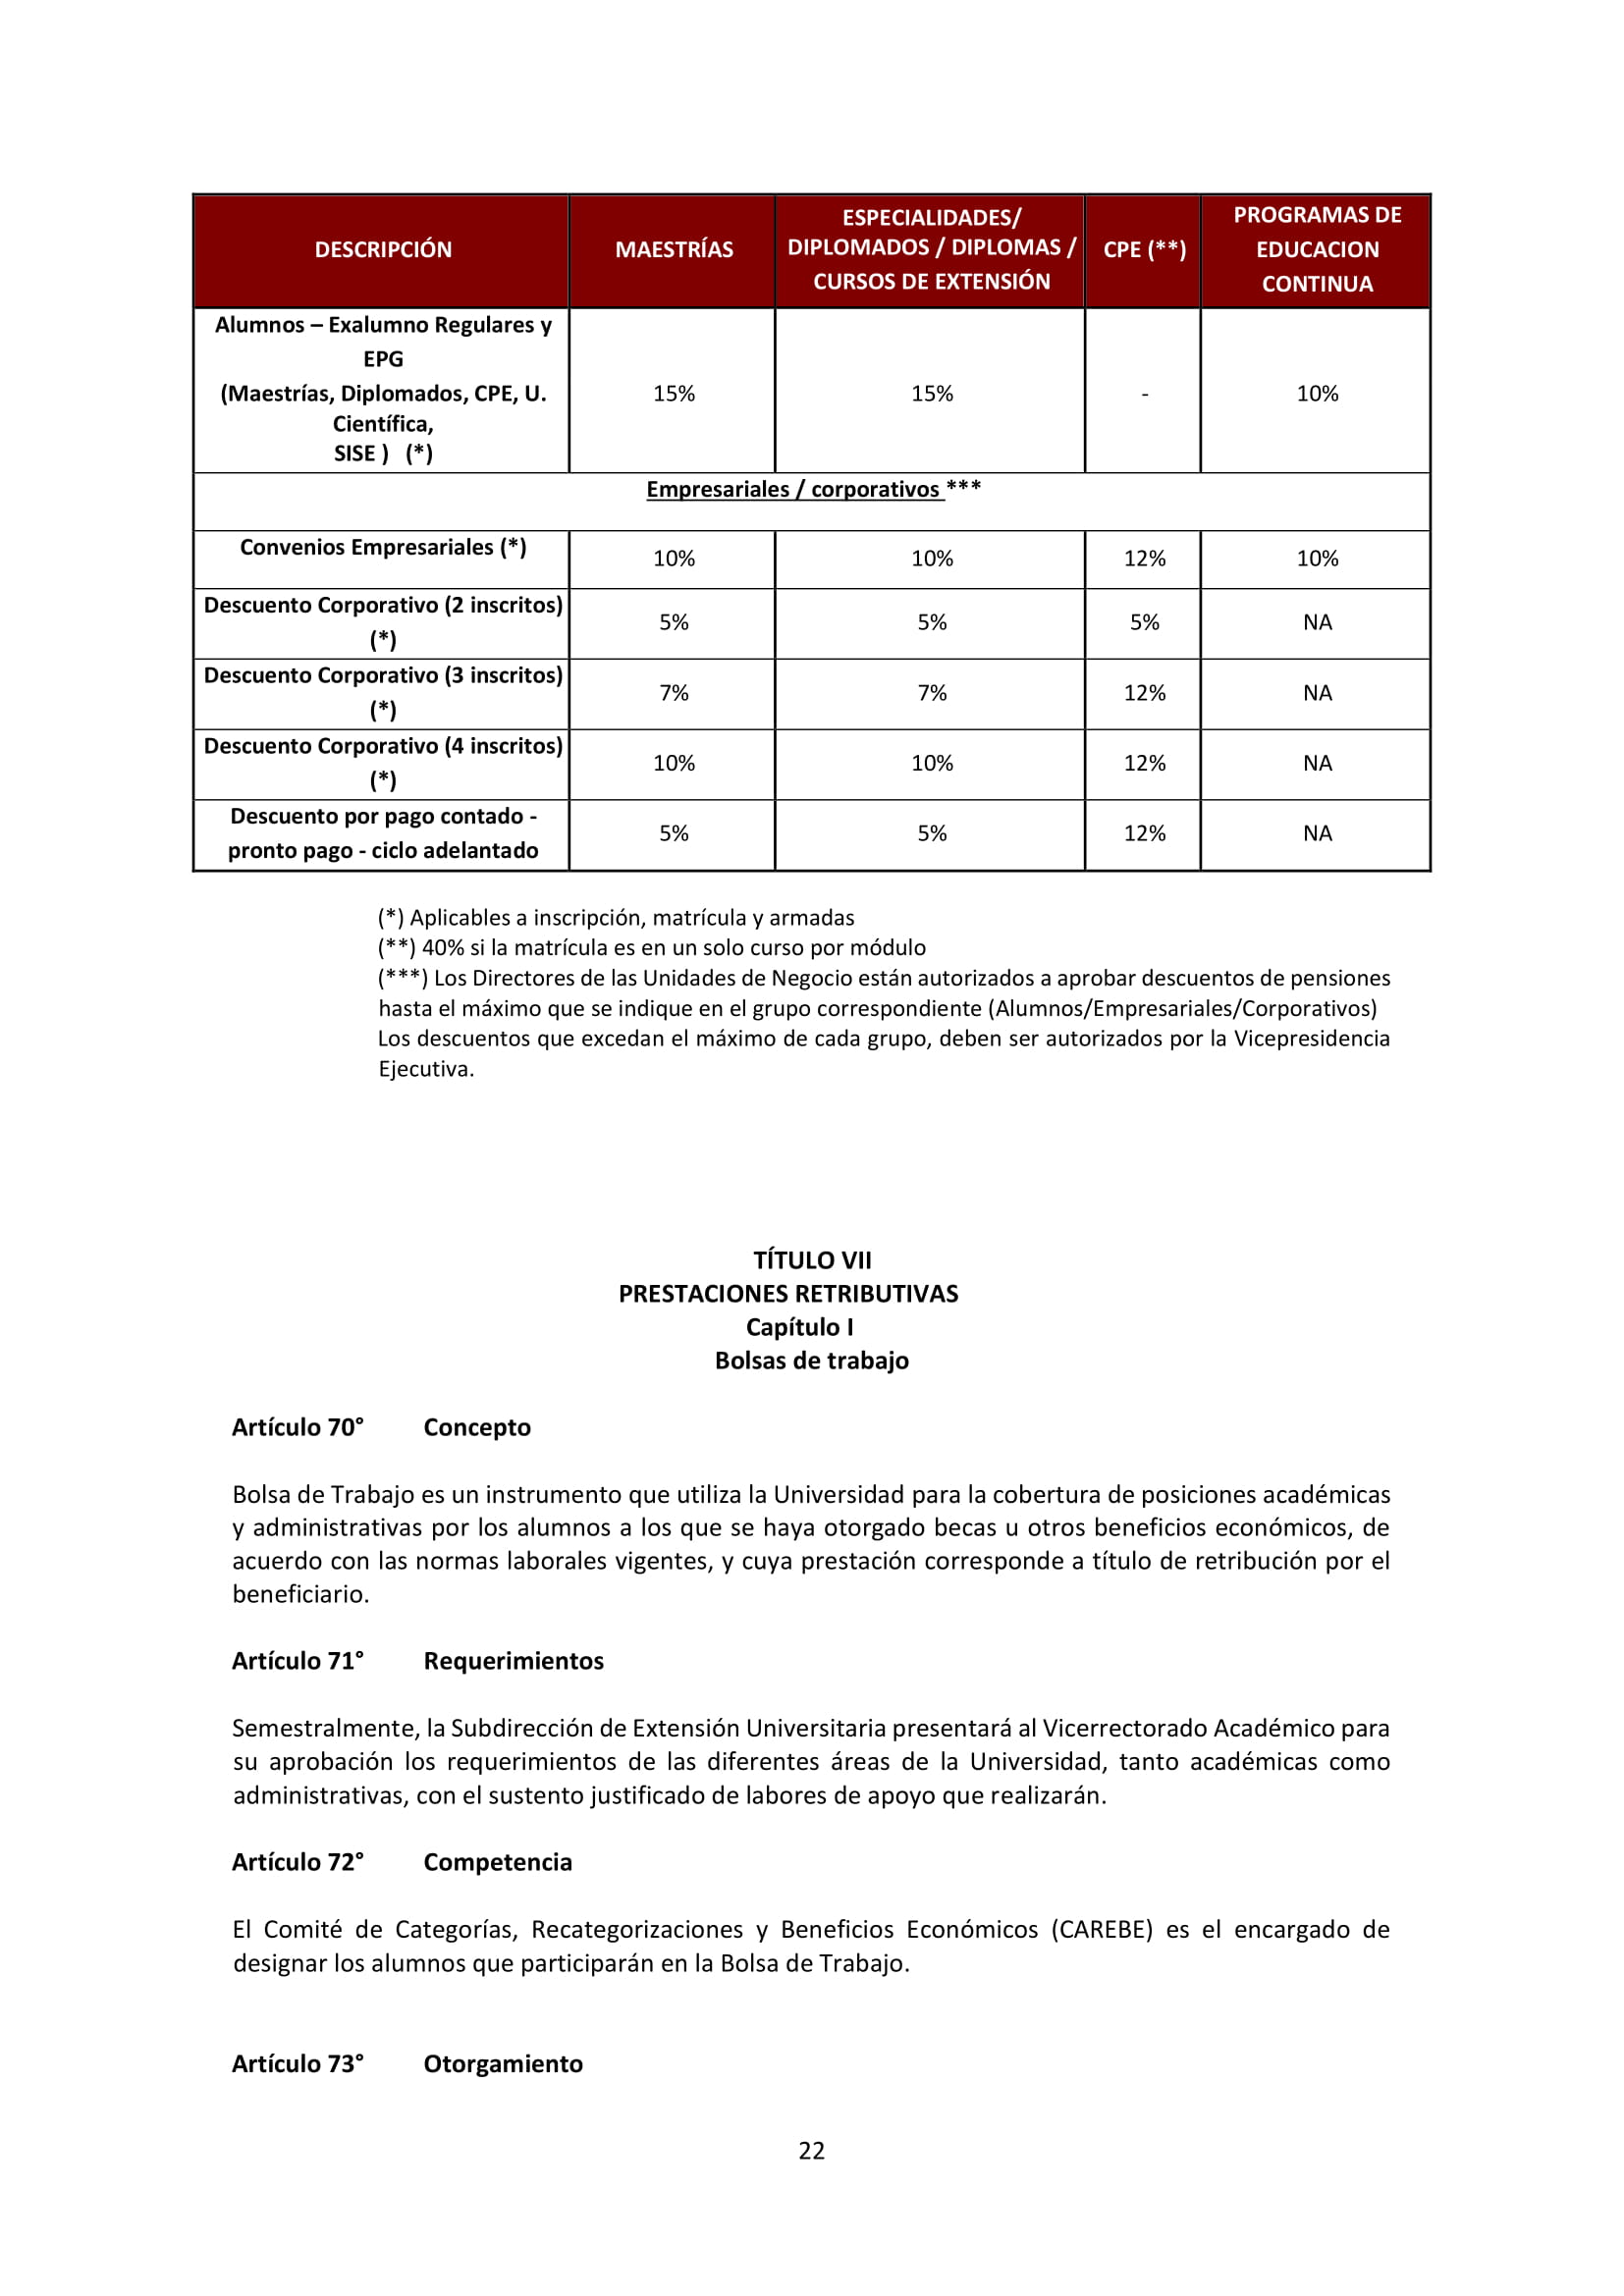 DESCRIPCIÓN
MAESTRÍAS
ESPECIALIDADES/
DIPLOMADOS / DIPLOMAS /
CURSOS DE EXTENSIÓN
CPE (**)
PROGRAMAS DE
EDUCACION
CONTINUA
Alumnos – Exalumno Regulares y
EPG
(Maestrías, Diplomados, CPE, U.
Científica,
SISE ) (*)
15%
15%
-
10%
Empresariales / corporativos ***
Convenios Empresariales (*)
10%
10%
12%
10%
Descuento Corporativo (2 inscritos)
(*)
5%
5%
5%
NA
Descuento Corporativo (3 inscritos)
(*)
7%
7%
12%
NA
Descuento Corporativo (4 inscritos)
(*)
10%
10%
12%
NA
Descuento por pago contado -
pronto pago - ciclo adelantado
5%
5%
12%
NA
(*) Aplicables a inscripción, matrícula y armadas
(**) 40% si la matrícula es en un solo curso por módulo
(***) Los Directores de las Unidades de Negocio están autorizados a aprobar descuentos de pensiones
hasta el máximo que se indique en el grupo correspondiente (Alumnos/Empresariales/Corporativos)
Los descuentos que excedan el máximo de cada grupo, deben ser autorizados por la Vicepresidencia
Ejecutiva.
TÍTULO VII
PRESTACIONES RETRIBUTIVAS
Capítulo I
Bolsas de trabajo
Artículo 70° Concepto
Bolsa de Trabajo es un instrumento que utiliza la Universidad para la cobertura de posiciones académicas
y administrativas por los alumnos a los que se haya otorgado becas u otros beneficios económicos, de
acuerdo con las normas laborales vigentes, y cuya prestación corresponde a título de retribución por el
beneficiario.
Artículo 71° Requerimientos
Semestralmente, la Subdirección de Extensión Universitaria presentará al Vicerrectorado Académico para
su aprobación los requerimientos de las diferentes áreas de la Universidad, tanto académicas como
administrativas, con el sustento justificado de labores de apoyo que realizarán.
Artículo 72° Competencia
El Comité de Categorías, Recategorizaciones y Beneficios Económicos (CAREBE) es el encargado de
designar los alumnos que participarán en la Bolsa de Trabajo.
Artículo 73° Otorgamiento
22